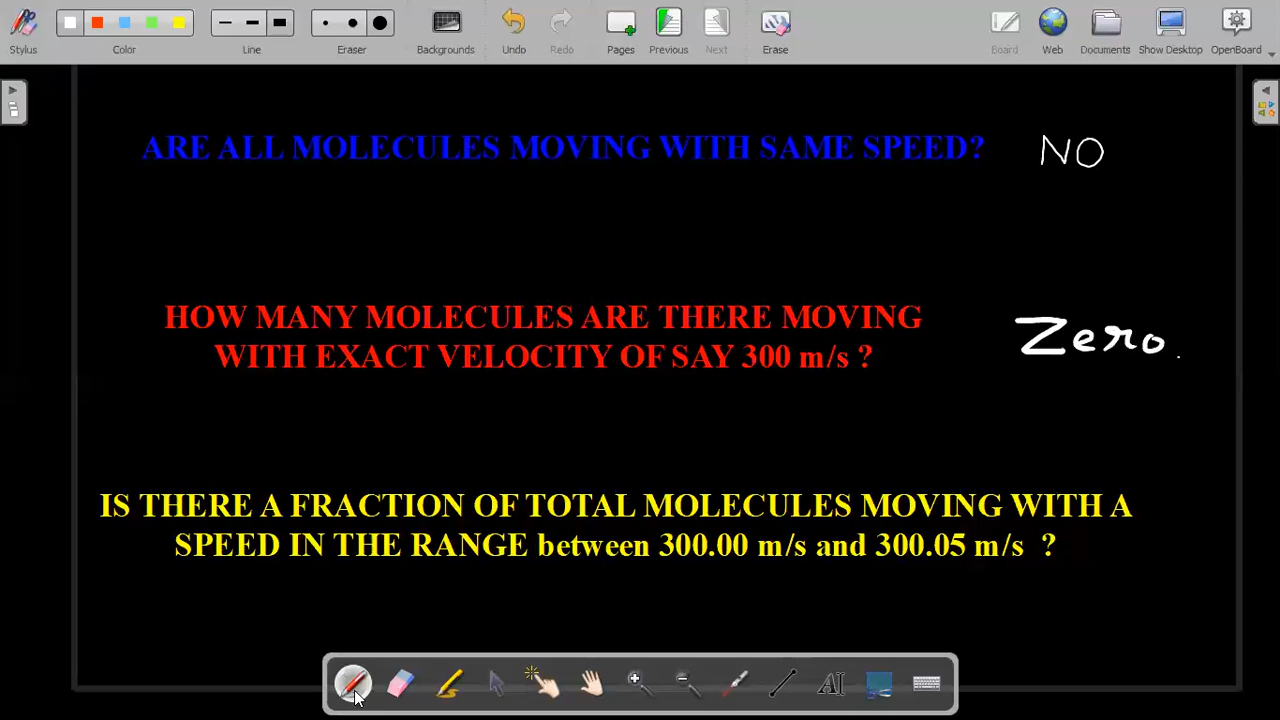 Stylus Color Line Eraser Backgrounds Undo Redo Pages Previous Next Erase Board Web Documents Show Desktop OpenBoard
ARE ALL MOLECULES MOVING WITH SAME SPEED? NO
HOW MANY MOLECULES ARE THERE MOVING
WITH EXACT VELOCITY OF SAY 300 m/s ?
Zero.
IS THERE A FRACTION OF TOTAL MOLECULES MOVING WITH A
SPEED IN THE RANGE between 300.00 m/s and 300.05 m/s ?
AI